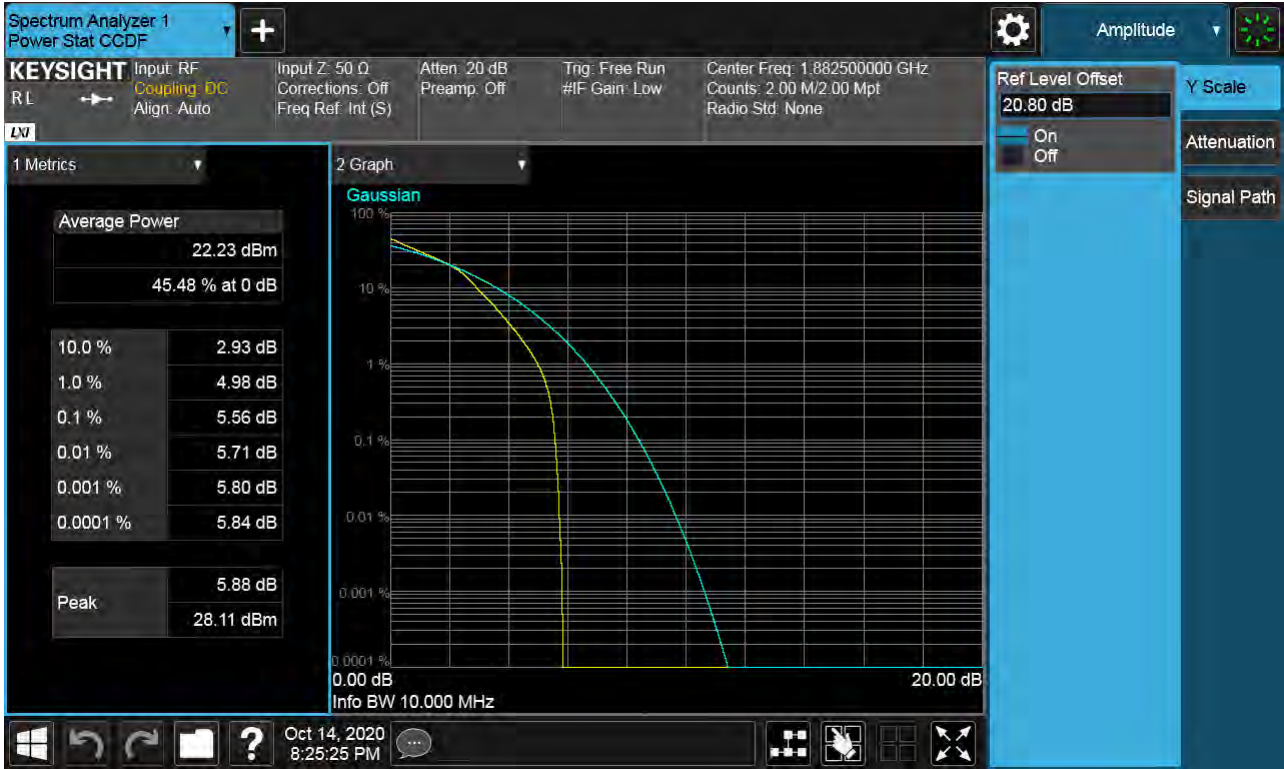 Spectrum Analyzer 1
Power Stat CCDF
+
Amplitude
KEYSIGHT
R L
LXI
Input: RF
Coupling: DC
Align: Auto
Input Z: 50 Ω
Corrections: Off
Freq Ref: Int (S)
Atten: 20 dB
Preamp: Off
Trig: Free Run
#IF Gain: Low
Center Freq: 1.882500000 GHz
Counts: 2.00 M/2.00 Mpt
Radio Std: None
Ref Level Offset
20.80 dB
On
Off
Y Scale
Attenuation
Signal Path
1 Metrics
Average Power
22.23 dBm
45.48 % at 0 dB
10.0 % 2.93 dB
1.0 % 4.98 dB
0.1 % 5.56 dB
0.01 % 5.71 dB
0.001 % 5.80 dB
0.0001 % 5.84 dB
Peak
5.88 dB
28.11 dBm
2 Graph
Gaussian
100 %
10 %
1 %
0.1 %
0.01 %
0.001 %
0.0001 %
0.00 dB 20.00 dB
Info BW 10.000 MHz
?
Oct 14, 2020
8:25:25 PM